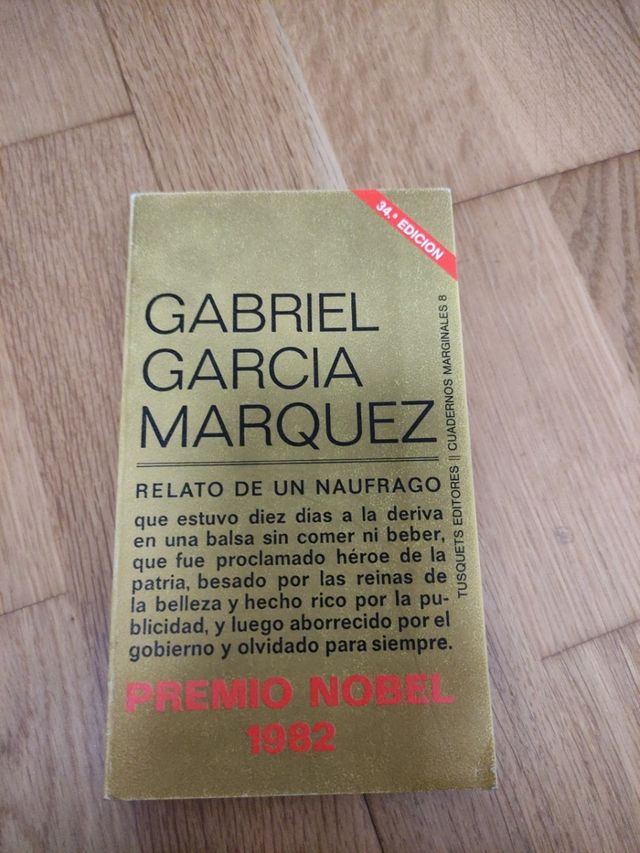 34.ª EDICION
GABRIEL
GARCIA
MARQUEZ
RELATO DE UN NAUFRAGO
que estuvo diez dias a la deriva
en una balsa sin comer ni beber,
que fue proclamado héroe de la
patria, besado por las reinas de
la belleza y hecho rico por la pu-
blicidad, y luego aborrecido por el
gobierno y olvidado para siempre.
PREMIO NOBEL
1982
TUSQUETS EDITORES || CUADERNOS MARGINALES 8